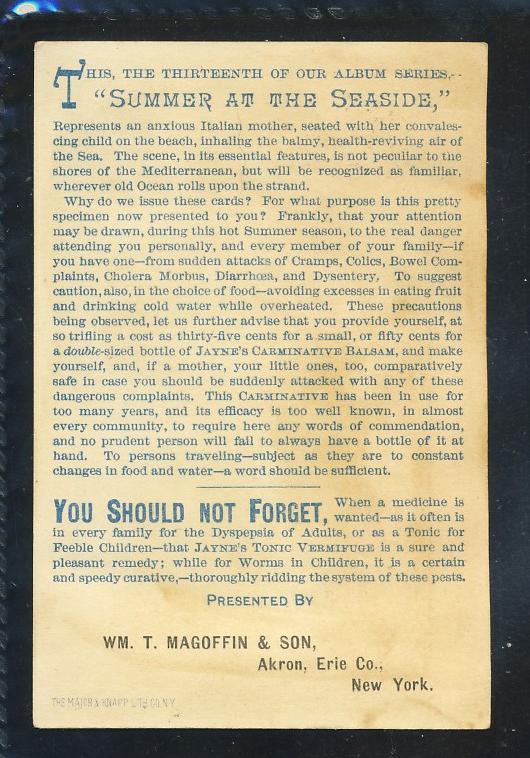 THIS, THE THIRTEENTH OF OUR ALBUM SERIES,--
"SUMMER AT THE SEASIDE,"
Represents an anxious Italian mother, seated with her convales-
cing child on the beach, inhaling the balmy, health-reviving air of
the Sea. The scene, in its essential features, is not peculiar to the
shores of the Mediterranean, but will be recognized as familiar,
wherever old Ocean rolls upon the strand.
Why do we issue these cards? For what purpose is this pretty
specimen now presented to you? Frankly, that your attention
may be drawn, during this hot Summer season, to the real danger
attending you personally, and every member of your family—if
you have one—from sudden attacks of Cramps, Colics, Bowel Com-
plaints, Cholera Morbus, Diarrhœa, and Dysentery. To suggest
caution, also, in the choice of food—avoiding excesses in eating fruit
and drinking cold water while overheated. These precautions
being observed, let us further advise that you provide yourself, at
so trifling a cost as thirty-five cents for a small, or fifty cents for
a double-sized bottle of JAYNE'S CARMINATIVE BALSAM, and make
yourself, and, if a mother, your little ones, too, comparatively
safe in case you should be suddenly attacked with any of these
dangerous complaints. This CARMINATIVE has been in use for
too many years, and its efficacy is too well known, in almost
every community, to require here any words of commendation,
and no prudent person will fail to always have a bottle of it at
hand. To persons traveling—subject as they are to constant
changes in food and water—a word should be sufficient.
YOU SHOULD NOT FORGET, When a medicine is
wanted—as it often is
in every family for the Dyspepsia of Adults, or as a Tonic for
Feeble Children—that JAYNE'S TONIC VERMIFUGE is a sure and
pleasant remedy; while for Worms in Children, it is a certain
and speedy curative,—thoroughly ridding the system of these pests.
PRESENTED BY
WM. T. MAGOFFIN & SON,
Akron, Erie Co.,
New York.
THE MAJOR & KNAPP LITH. CO. N.Y.